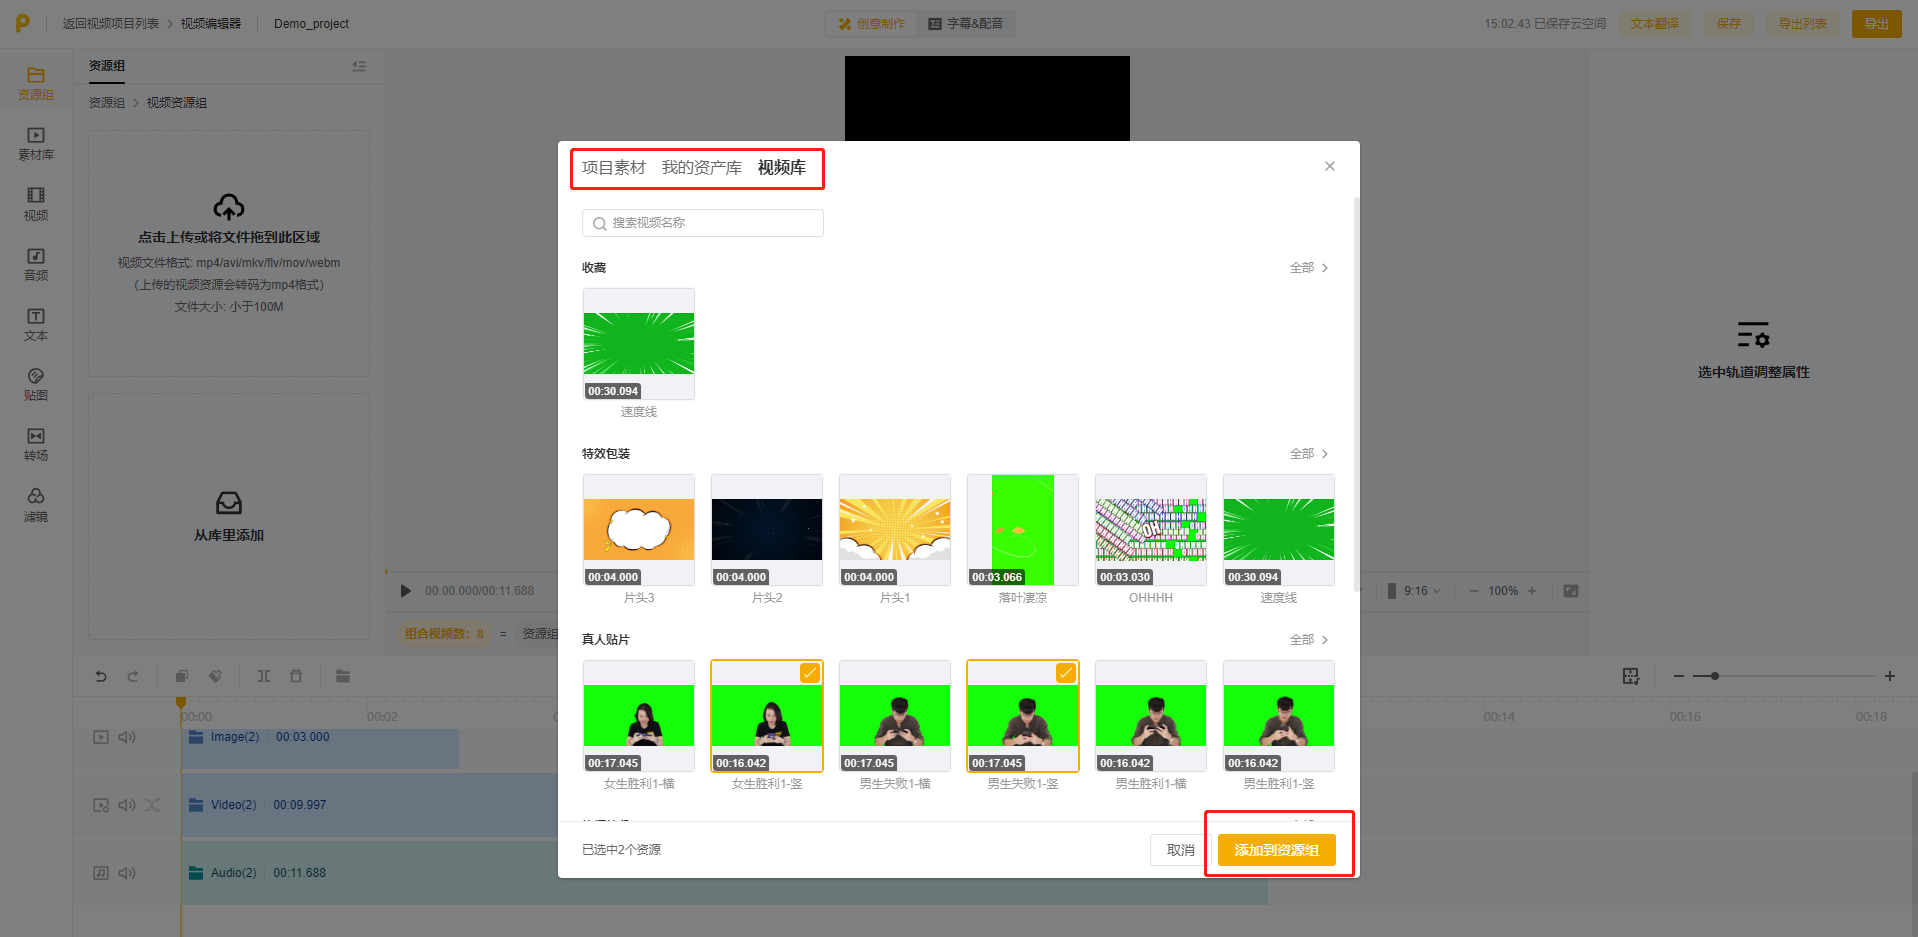 返回视频项目列表 > 视频编辑器 Demo_project
创意制作 字幕&配音
15:02:43 已保存云空间 文本翻译 保存 导出列表 导出
资源组
素材库
视频
音频
文本
贴图
转场
滤镜
资源组
资源组 > 视频资源组
点击上传或将文件拖到此区域
视频文件格式: mp4/avi/mkv/flv/mov/webm
(上传的视频资源会转码为mp4格式)
文件大小: 小于100M
从库里添加
项目素材 我的资产库 视频库
搜索视频名称
收藏 全部 >
00:30.094
速度线
特效包装 全部 >
00:04.000 00:04.000 00:04.000 00:03.066 00:03.030 00:30.094
OH
片头3 片头2 片头1 落叶凄凉 OHHHH 速度线
真人贴片 全部 >
00:17.045 00:16.042 00:17.045 00:17.045 00:16.042 00:16.042
女生胜利1-横 女生胜利1-竖 男生失败1-横 男生失败1-竖 男生胜利1-横 男生胜利1-竖
已选中2个资源 取消 添加到资源组
选中轨道调整属性
00:00.000/00:11.688
9:16 100%
组合视频数: 8 = 资源组
00:00 00:02 00:14 00:16 00:18
Image(2) 00:03.000
Video(2) 00:09.997
Audio(2) 00:11.688